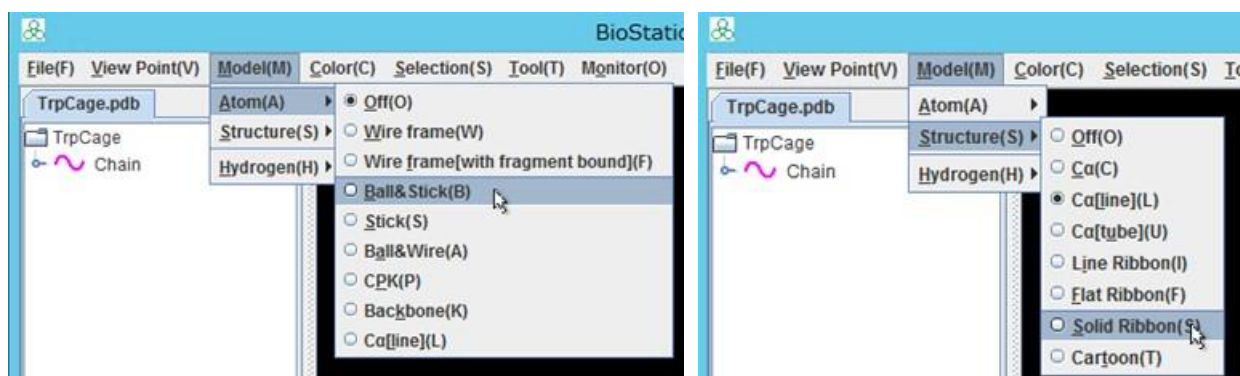 BioStatio
File(F) View Point(V) Model(M) Color(C) Selection(S) Tool(T) Monitor(O)
TrpCage.pdb
TrpCage
Chain
Atom(A)
Structure(S)
Hydrogen(H)
Off(O)
Wire frame(W)
Wire frame[with fragment bound](F)
Ball&Stick(B)
Stick(S)
Ball&Wire(A)
CPK(P)
Backbone(K)
Cα[line](L)
File(F) View Point(V) Model(M) Color(C) Selection(S)
TrpCage.pdb
TrpCage
Chain
Atom(A)
Structure(S)
Hydrogen(H)
Off(O)
Cα(C)
Cα[line](L)
Cα[tube](U)
Line Ribbon(I)
Flat Ribbon(F)
Solid Ribbon(S)
Cartoon(T)